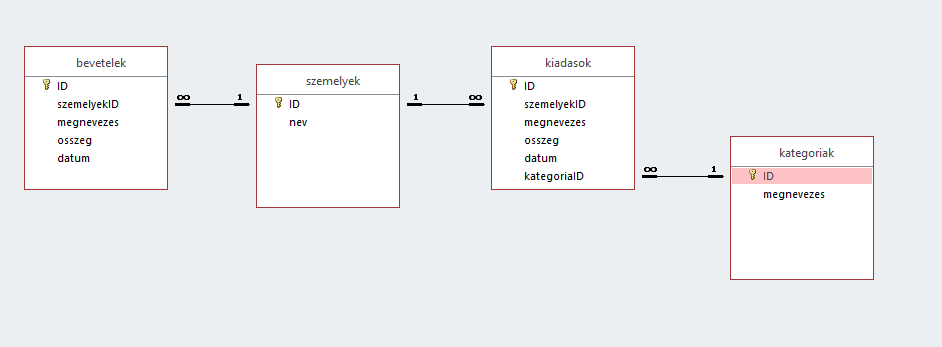 bevetelek
ID
szemelyekID
megnevezes
osszeg
datum
∞ 1
szemelyek
ID
nev
1 ∞
kiadasok
ID
szemelyekID
megnevezes
osszeg
datum
kategoriaID
∞ 1
kategoriak
ID
megnevezes